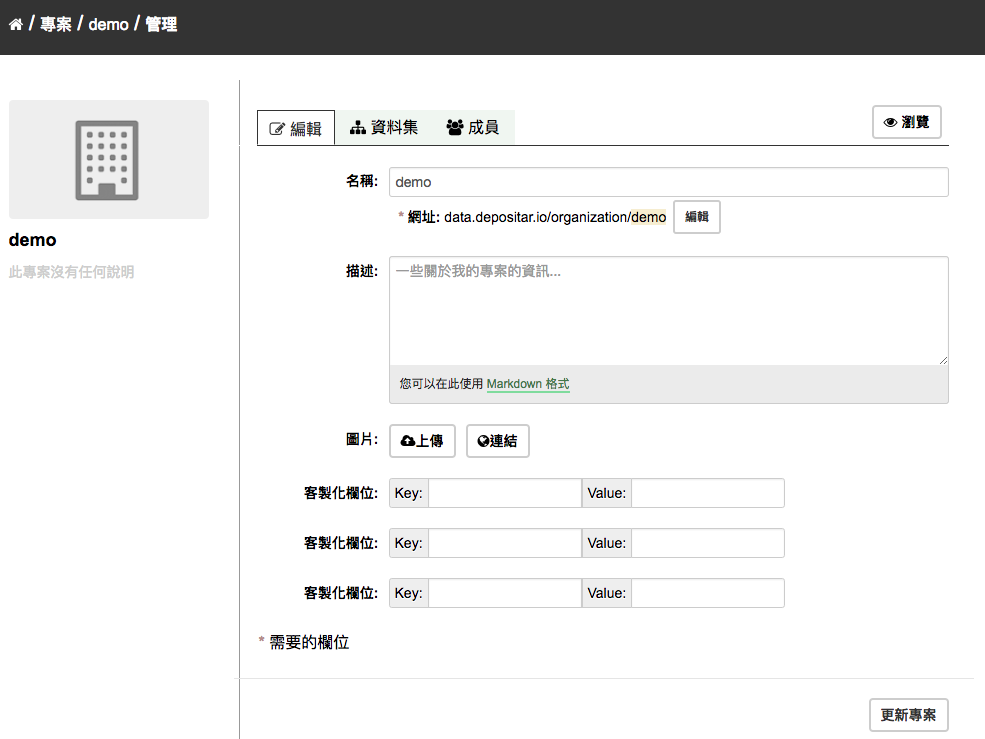 / 專案 / demo / 管理
編輯 資料集 成員 瀏覽
demo
此專案沒有任何說明
名稱: demo
* 網址: data.depositar.io/organization/demo 編輯
描述: 一些關於我的專案的資訊...
您可以在此使用 Markdown 格式
圖片: 上傳 連結
客製化欄位: Key: Value:
客製化欄位: Key: Value:
客製化欄位: Key: Value:
* 需要的欄位
更新專案